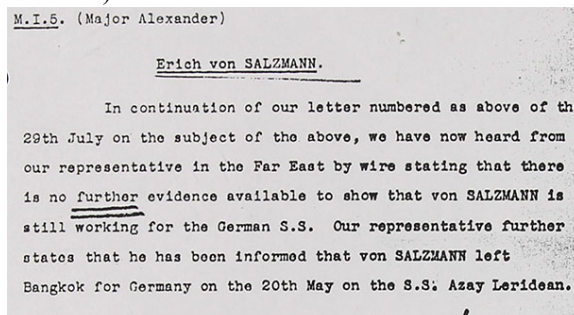 M.I.5. (Major Alexander)
Erich von SALZMANN.
In continuation of our letter numbered as above of th
29th July on the subject of the above, we have now heard from
our representative in the Far East by wire stating that there
is no further evidence available to show that von SALZMANN is
still working for the German S.S. Our representative further
states that he has been informed that von SALZMANN left
Bangkok for Germany on the 20th May on the S.S. Azay Leridean.